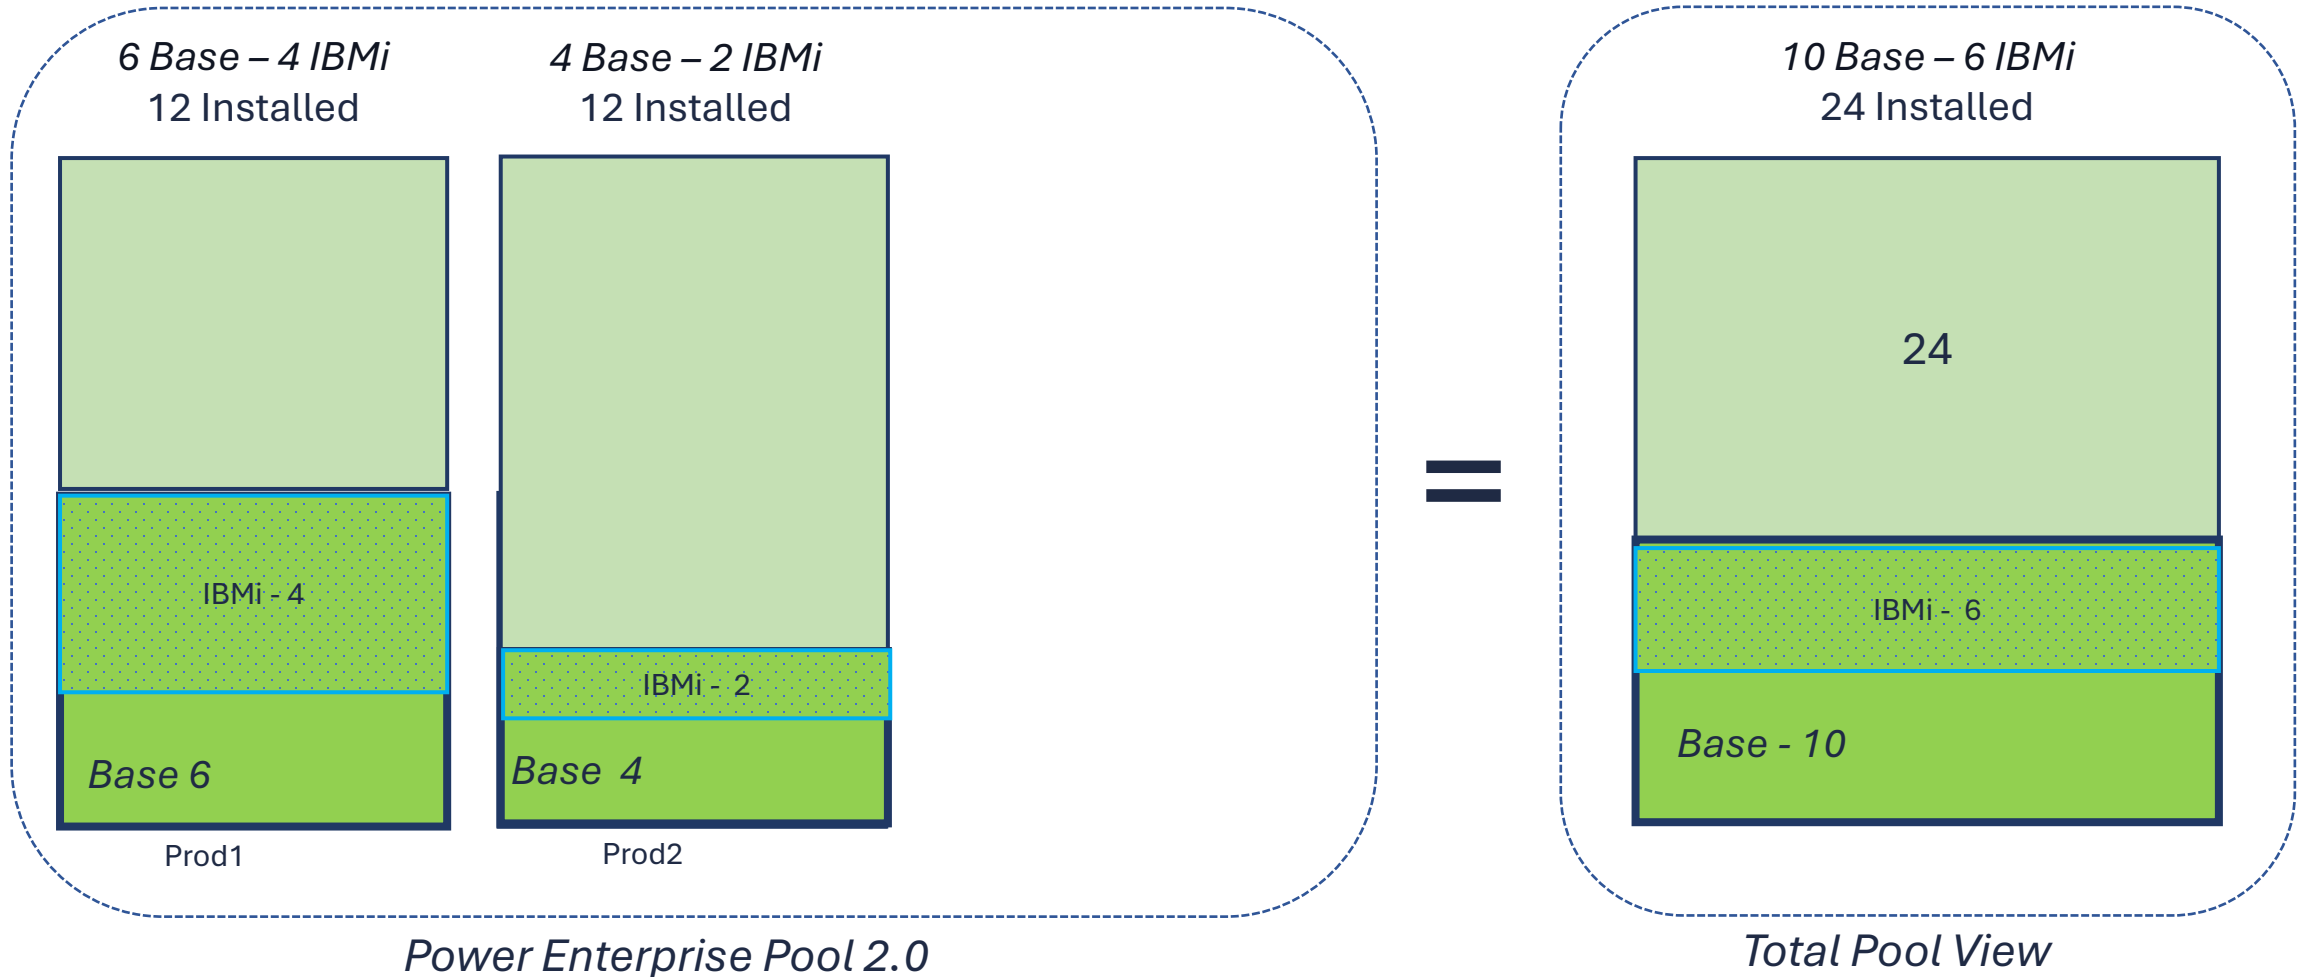 6 Base – 4 IBMi
12 Installed
IBMi - 4
Base 6
Prod1
4 Base – 2 IBMi
12 Installed
IBMi -  2
Base  4
Prod2
Power Enterprise Pool 2.0
=
10 Base – 6 IBMi
24 Installed
24
IBMi -  6
Base - 10
Total Pool View